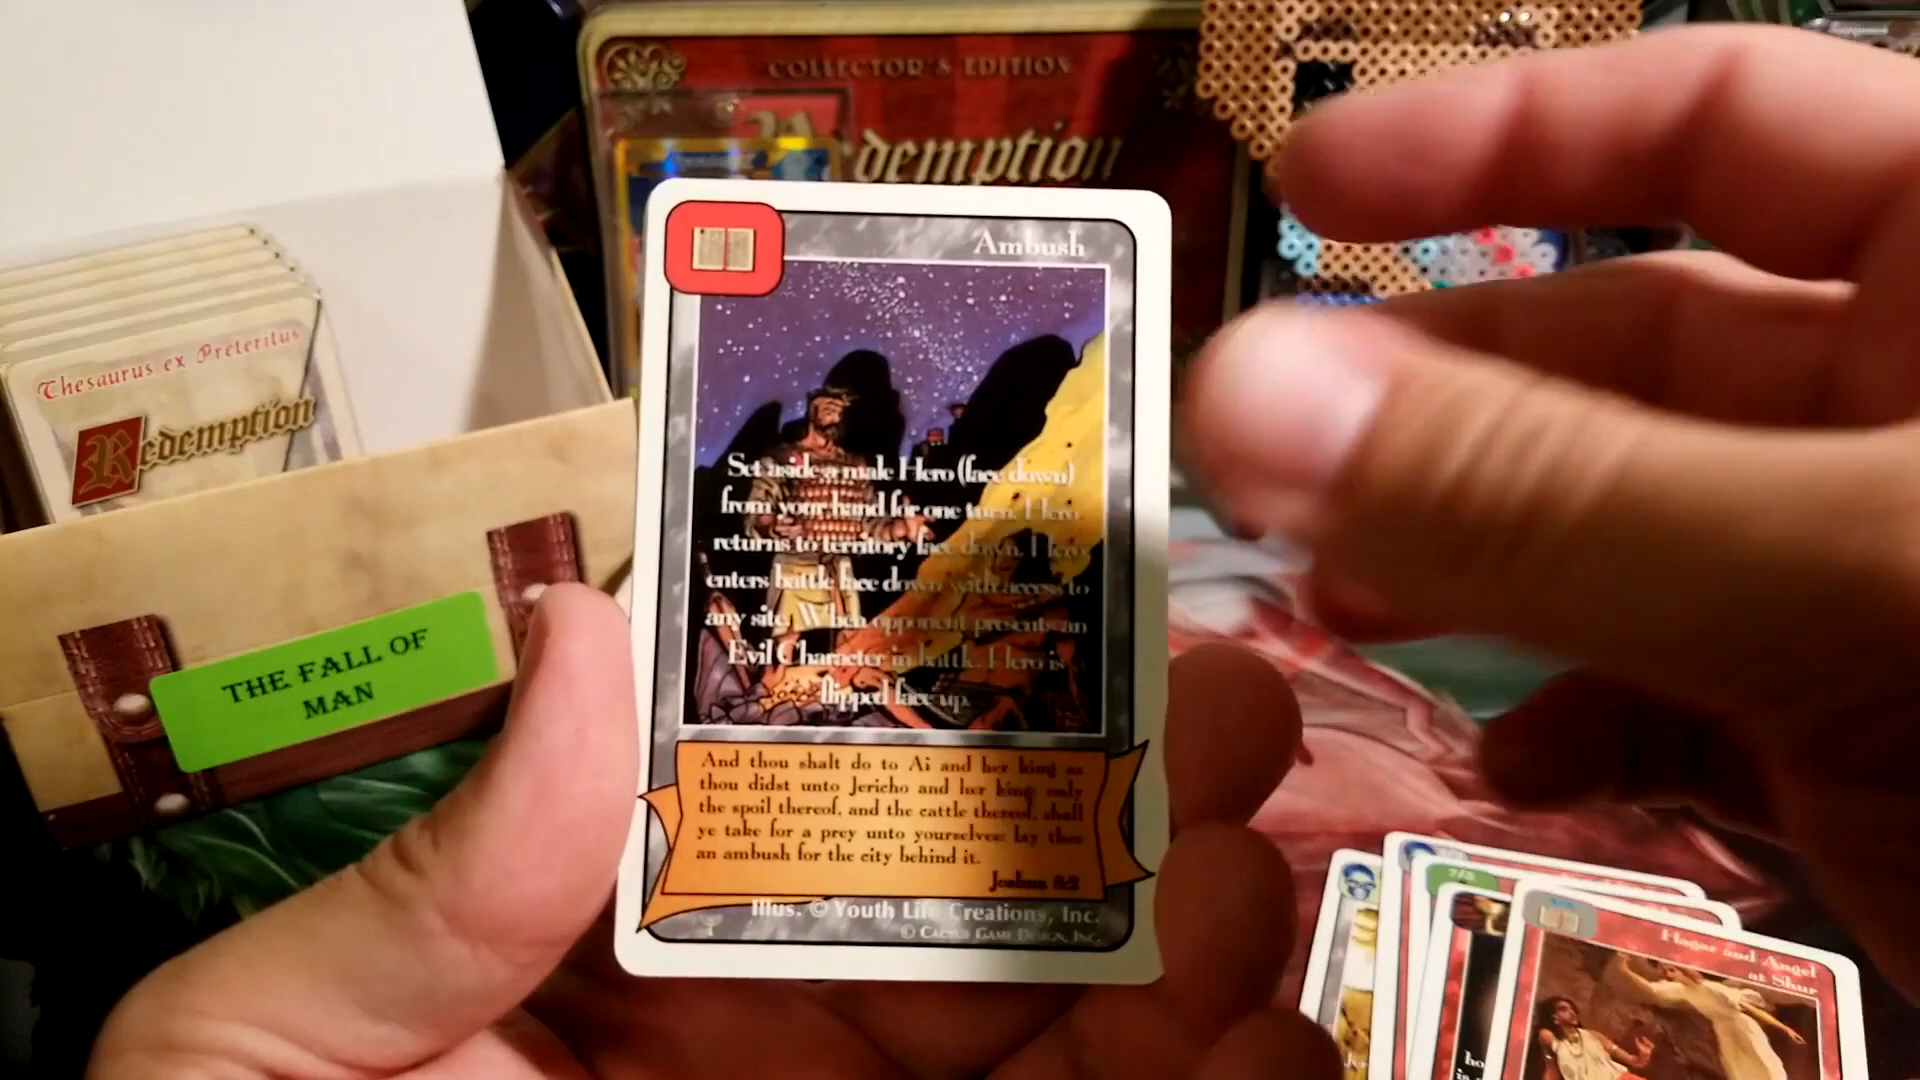 COLLECTOR'S EDITION
demption
Thesaurus ex Preteritus
Redemption
THE FALL OF
MAN
Ambush
Set aside a male Hero (face down)
from your hand for one turn. Hero
returns to territory face down. Hero
enters battle face down with access to
any site. When opponent presents an
Evil Character in battle, Hero is
flipped face up.
And thou shalt do to Ai and her king as
thou didst unto Jericho and her king: only
the spoil thereof, and the cattle thereof, shall
ye take for a prey unto yourselves: lay thee
an ambush for the city behind it.
Joshua 8:2
Illus. © Youth Life Creations, Inc.
© Cactus Game Design, Inc.
7/3
Hagar and Angel
at Shur